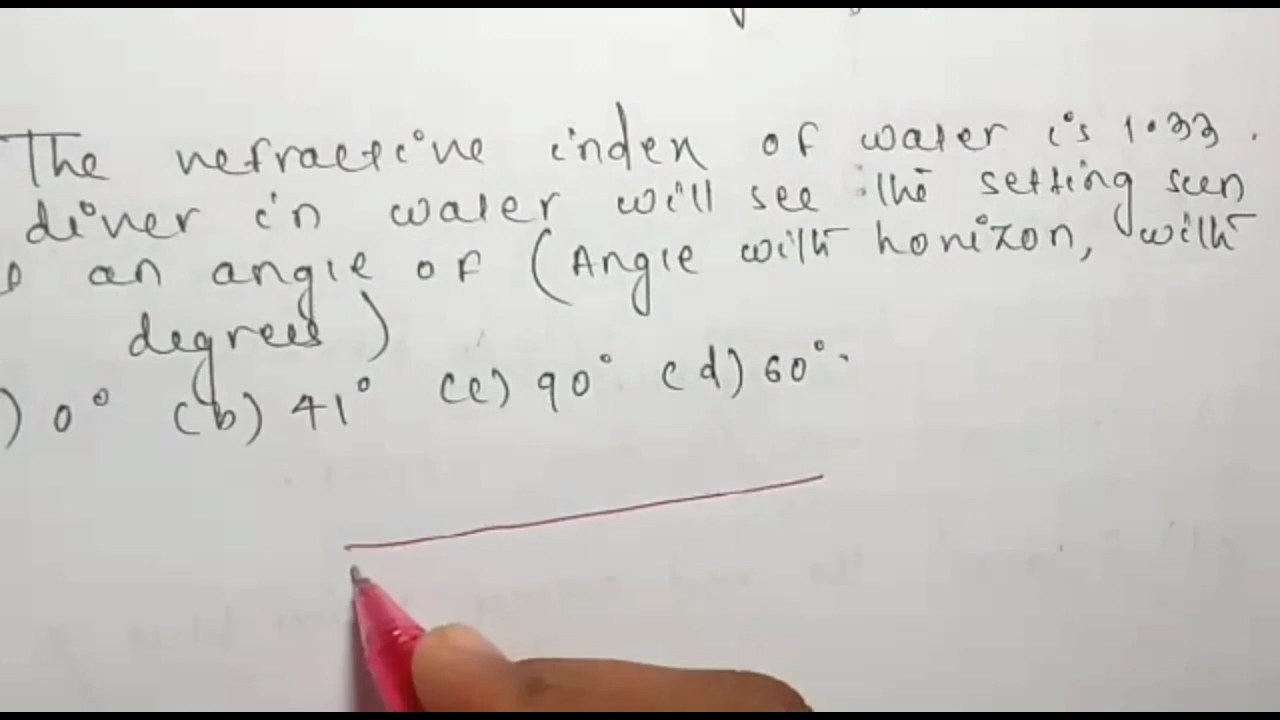 The refractive index of water is 1.33.
diver in water will see the setting sun
an angle of (Angle with horizon, with
degrees)
) 0° (b) 41° (c) 90° (d) 60°.